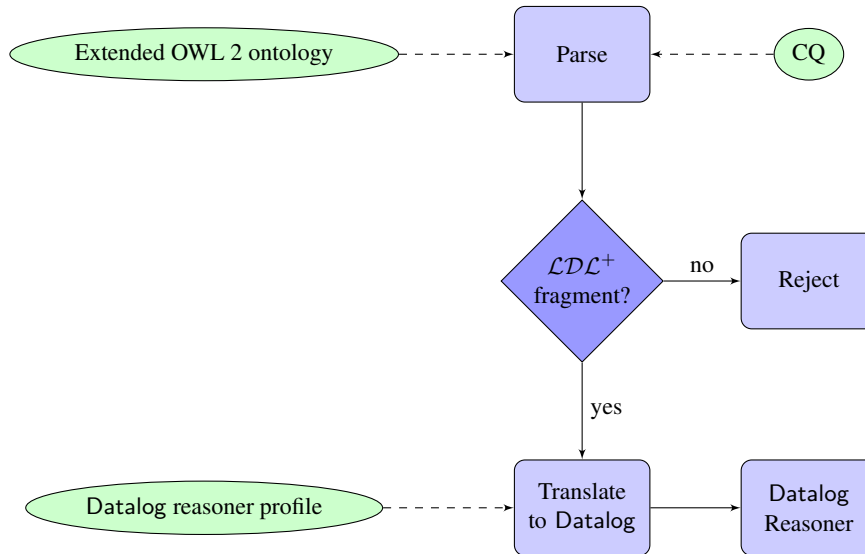 Extended OWL 2 ontology
Parse
CQ
ℒ𝒟ℒ⁺
fragment?
no
Reject
yes
Datalog reasoner profile
Translate
to Datalog
Datalog
Reasoner